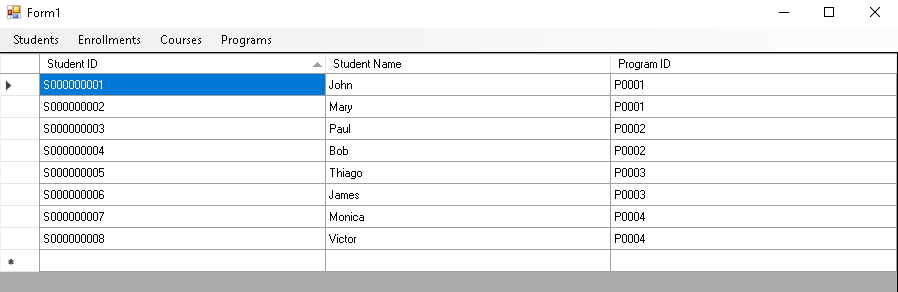 Form1
Students Enrollments Courses Programs
Student ID Student Name Program ID
S000000001 John P0001
S000000002 Mary P0001
S000000003 Paul P0002
S000000004 Bob P0002
S000000005 Thiago P0003
S000000006 James P0003
S000000007 Monica P0004
S000000008 Victor P0004